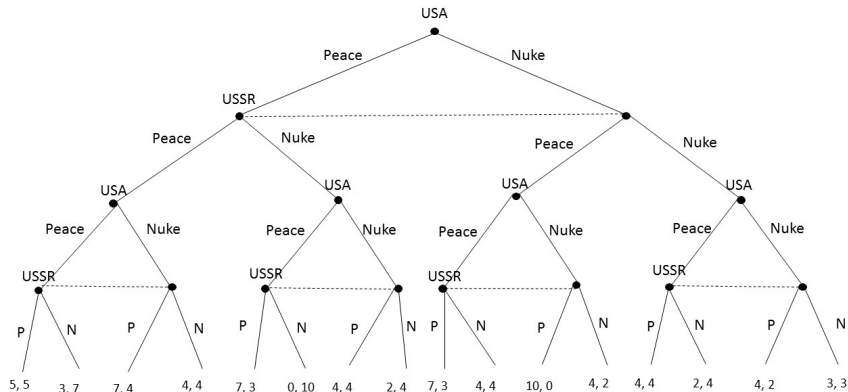 USA
Peace Nuke
USSR
Peace Nuke Peace Nuke
USA USA USA USA
Peace Nuke Peace Nuke Peace Nuke Peace Nuke
USSR USSR USSR USSR
P N P N P N P N P N P N P N P N
5, 5 3, 7 7, 4 4, 4 7, 3 0, 10 4, 4 2, 4 7, 3 4, 4 10, 0 4, 2 4, 4 2, 4 4, 2 3, 3